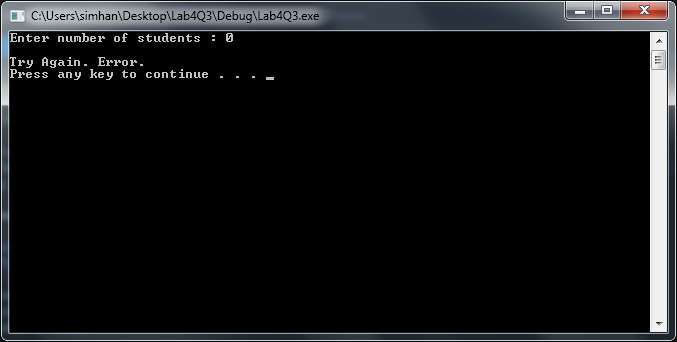 C:\Users\simhan\Desktop\Lab4Q3\Debug\Lab4Q3.exe
Enter number of students : 0
Try Again. Error.
Press any key to continue . . . _